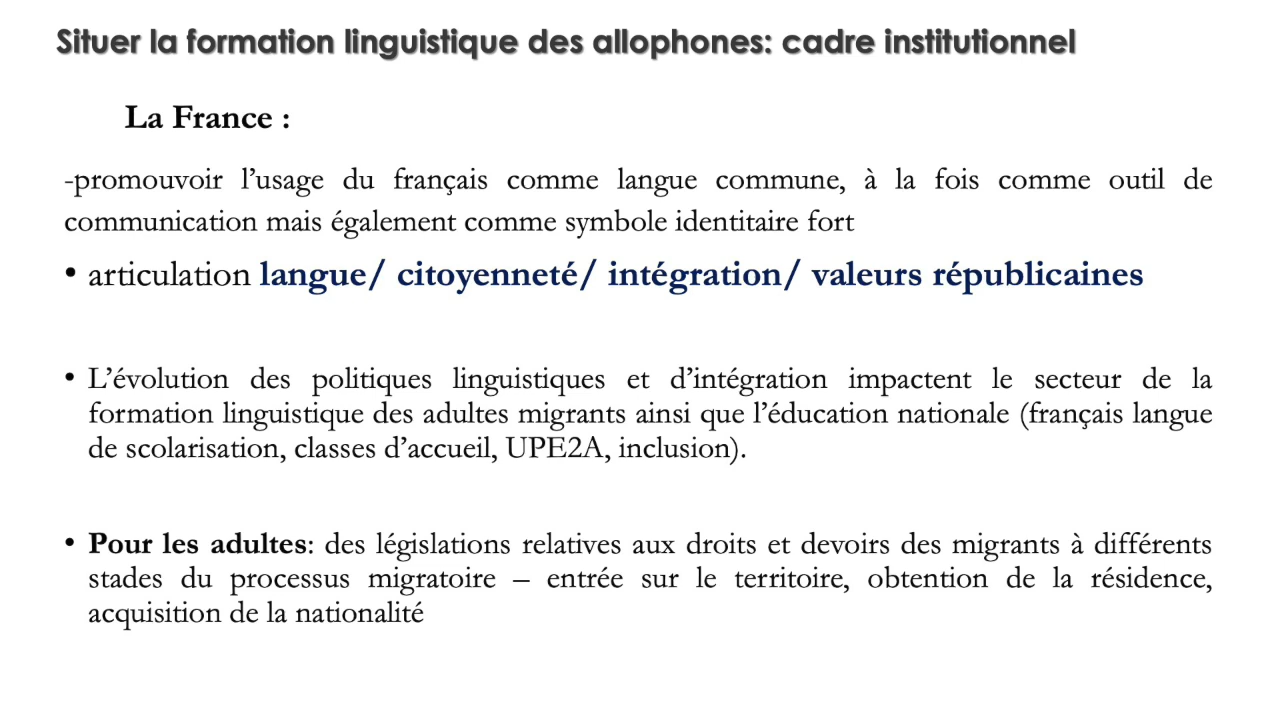 Situer la formation linguistique des allophones: cadre institutionnel
La France :
-promouvoir l’usage du français comme langue commune, à la fois comme outil de
communication mais également comme symbole identitaire fort
• articulation langue/ citoyenneté/ intégration/ valeurs républicaines
• L’évolution des politiques linguistiques et d’intégration impactent le secteur de la
formation linguistique des adultes migrants ainsi que l’éducation nationale (français langue
de scolarisation, classes d’accueil, UPE2A, inclusion).
• Pour les adultes: des législations relatives aux droits et devoirs des migrants à différents
stades du processus migratoire – entrée sur le territoire, obtention de la résidence,
acquisition de la nationalité